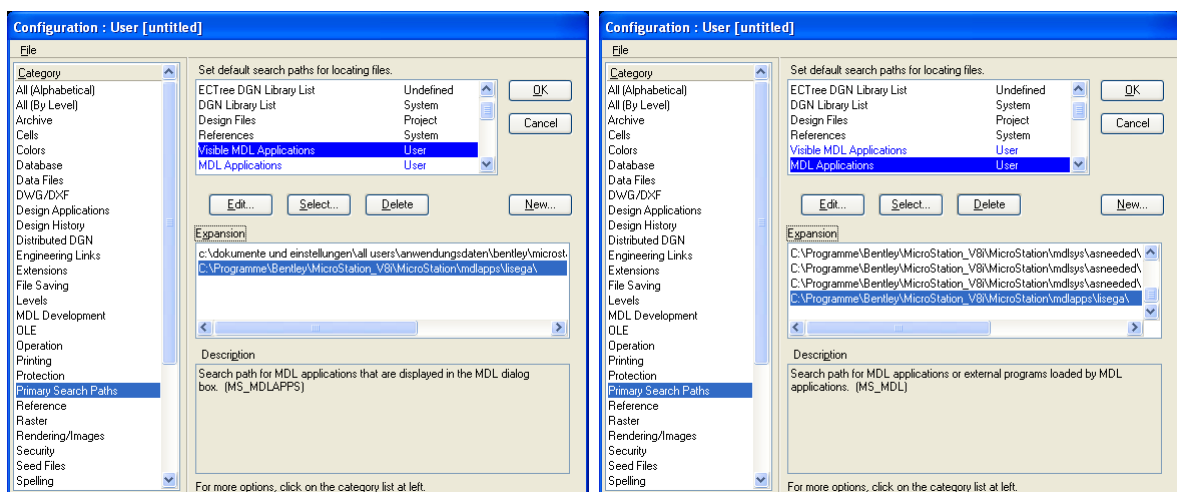 Configuration : User [untitled]
File
Category
All (Alphabetical)
All (By Level)
Archive
Cells
Colors
Database
Data Files
DWG/DXF
Design Applications
Design History
Distributed DGN
Engineering Links
Extensions
File Saving
Levels
MDL Development
OLE
Operation
Printing
Protection
Primary Search Paths
Reference
Raster
Rendering/Images
Security
Seed Files
Spelling
Set default search paths for locating files.
ECTree DGN Library List Undefined
DGN Library List System
Design Files Project
References System
Visible MDL Applications User
MDL Applications User
OK
Cancel
Edit... Select... Delete New...
Expansion
c:\dokumente und einstellungen\all users\anwendungsdaten\bentley\microst
C:\Programme\Bentley\MicroStation_V8i\MicroStation\mdlapps\lisega\
Description
Search path for MDL applications that are displayed in the MDL dialog
box. (MS_MDLAPPS)
For more options, click on the category list at left.
Configuration : User [untitled]
File
Category
All (Alphabetical)
All (By Level)
Archive
Cells
Colors
Database
Data Files
DWG/DXF
Design Applications
Design History
Distributed DGN
Engineering Links
Extensions
File Saving
Levels
MDL Development
OLE
Operation
Printing
Protection
Primary Search Paths
Reference
Raster
Rendering/Images
Security
Seed Files
Spelling
Set default search paths for locating files.
ECTree DGN Library List Undefined
DGN Library List System
Design Files Project
References System
Visible MDL Applications User
MDL Applications User
OK
Cancel
Edit... Select... Delete New...
Expansion
C:\Programme\Bentley\MicroStation_V8i\MicroStation\mdlsys\asneeded\
C:\Programme\Bentley\MicroStation_V8i\MicroStation\mdlsys\asneeded\
C:\Programme\Bentley\MicroStation_V8i\MicroStation\mdlsys\asneeded\
C:\Programme\Bentley\MicroStation_V8i\MicroStation\mdlapps\lisega\
Description
Search path for MDL applications or external programs loaded by MDL
applications. (MS_MDL)
For more options, click on the category list at left.